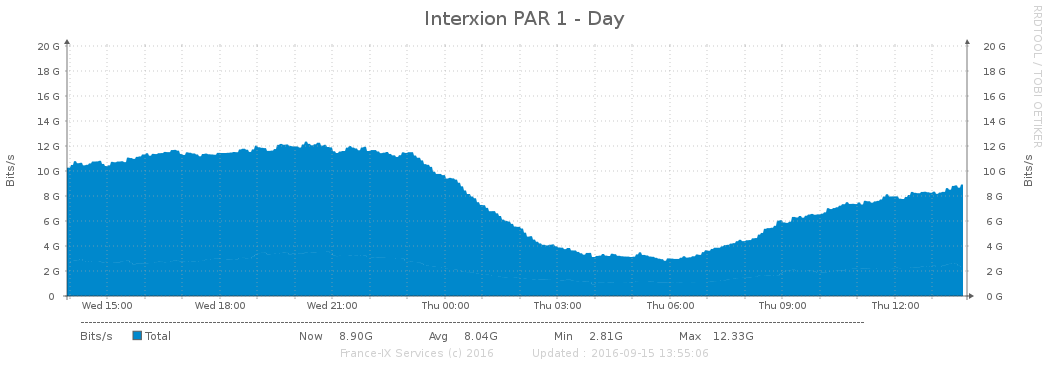 Interxion PAR 1 - Day
RRDTOOL / TOBI OETIKER
Bits/s
20 G 20 G
18 G 18 G
16 G 16 G
14 G 14 G
12 G 12 G
10 G 10 G
8 G 8 G
6 G 6 G
4 G 4 G
2 G 2 G
0 0 G
Bits/s
Wed 15:00 Wed 18:00 Wed 21:00 Thu 00:00 Thu 03:00 Thu 06:00 Thu 09:00 Thu 12:00
Bits/s Total Now 8.90G Avg 8.04G Min 2.81G Max 12.33G
France-IX Services (c) 2016 Updated : 2016-09-15 13:55:06